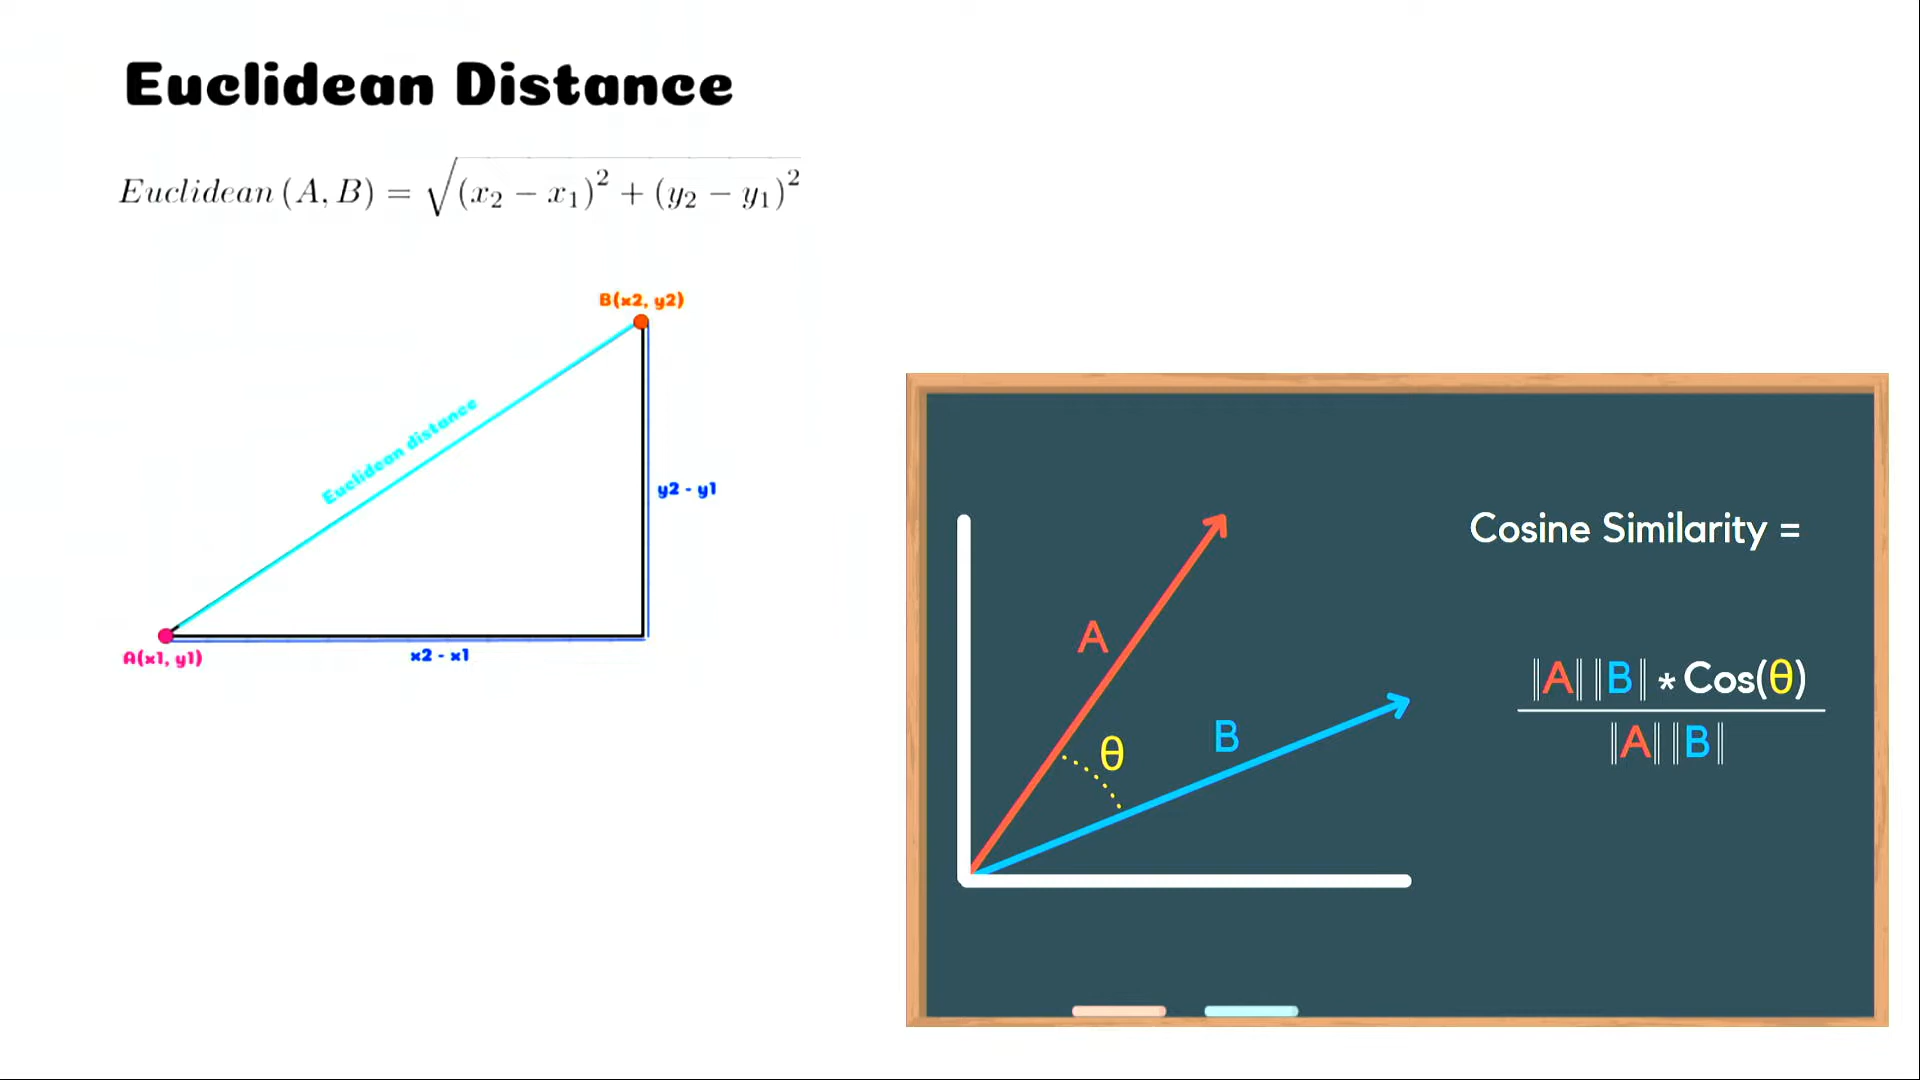 Euclidean Distance
Euclidean (A, B) = √(x₂ − x₁)² + (y₂ − y₁)²
B(x2, y2)
Euclidean distance
y2 - y1
A(x1, y1)
x2 - x1
Cosine Similarity =
A
‖A‖ ‖B‖ * Cos(θ)
‖A‖ ‖B‖
B
θ